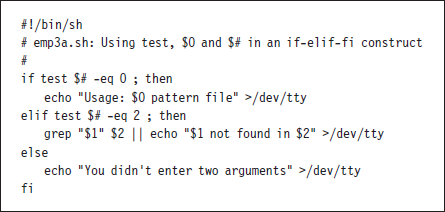 #!/bin/sh
# emp3a.sh: Using test, $0 and $# in an if-elif-fi construct
#
if test $# -eq 0 ; then
    echo "Usage: $0 pattern file" >/dev/tty
elif test $# -eq 2 ; then
    grep "$1" $2 || echo "$1 not found in $2" >/dev/tty
else
    echo "You didn't enter two arguments" >/dev/tty
fi